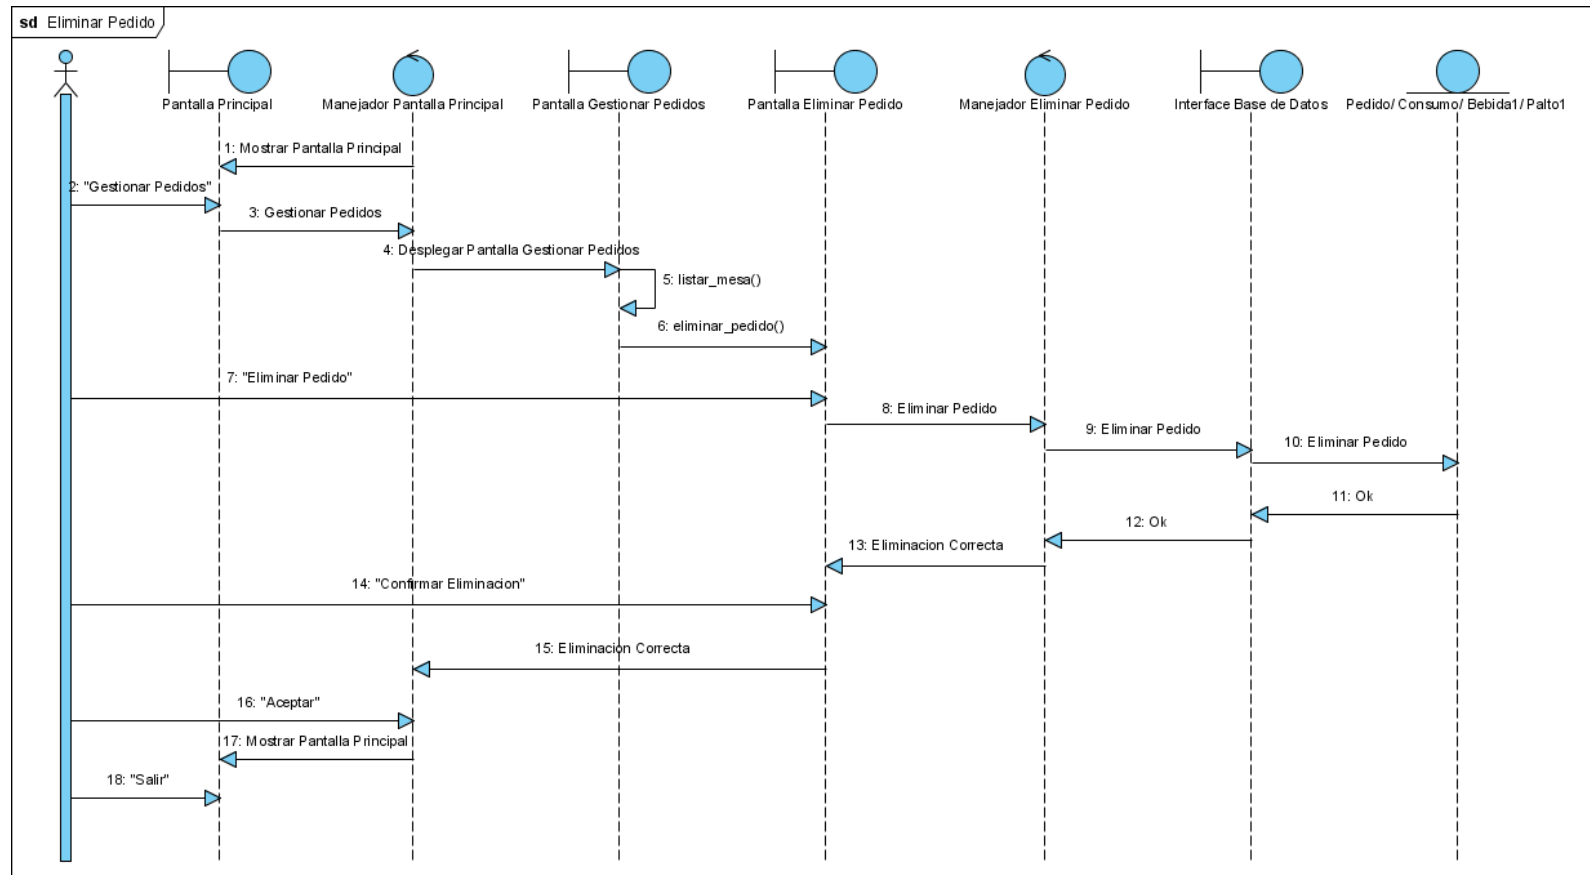 sd Eliminar Pedido
Pantalla Principal
Manejador Pantalla Principal
Pantalla Gestionar Pedidos
Pantalla Eliminar Pedido
Manejador Eliminar Pedido
Interface Base de Datos
Pedido/ Consumo/ Bebida1/ Palto1
1: Mostrar Pantalla Principal
2: "Gestionar Pedidos"
3: Gestionar Pedidos
4: Desplegar Pantalla Gestionar Pedidos
5: listar_mesa()
6: eliminar_pedido()
7: "Eliminar Pedido"
8: Eliminar Pedido
9: Eliminar Pedido
10: Eliminar Pedido
11: Ok
12: Ok
13: Eliminacion Correcta
14: "Confirmar Eliminacion"
15: Eliminacion Correcta
16: "Aceptar"
17: Mostrar Pantalla Principal
18: "Salir"